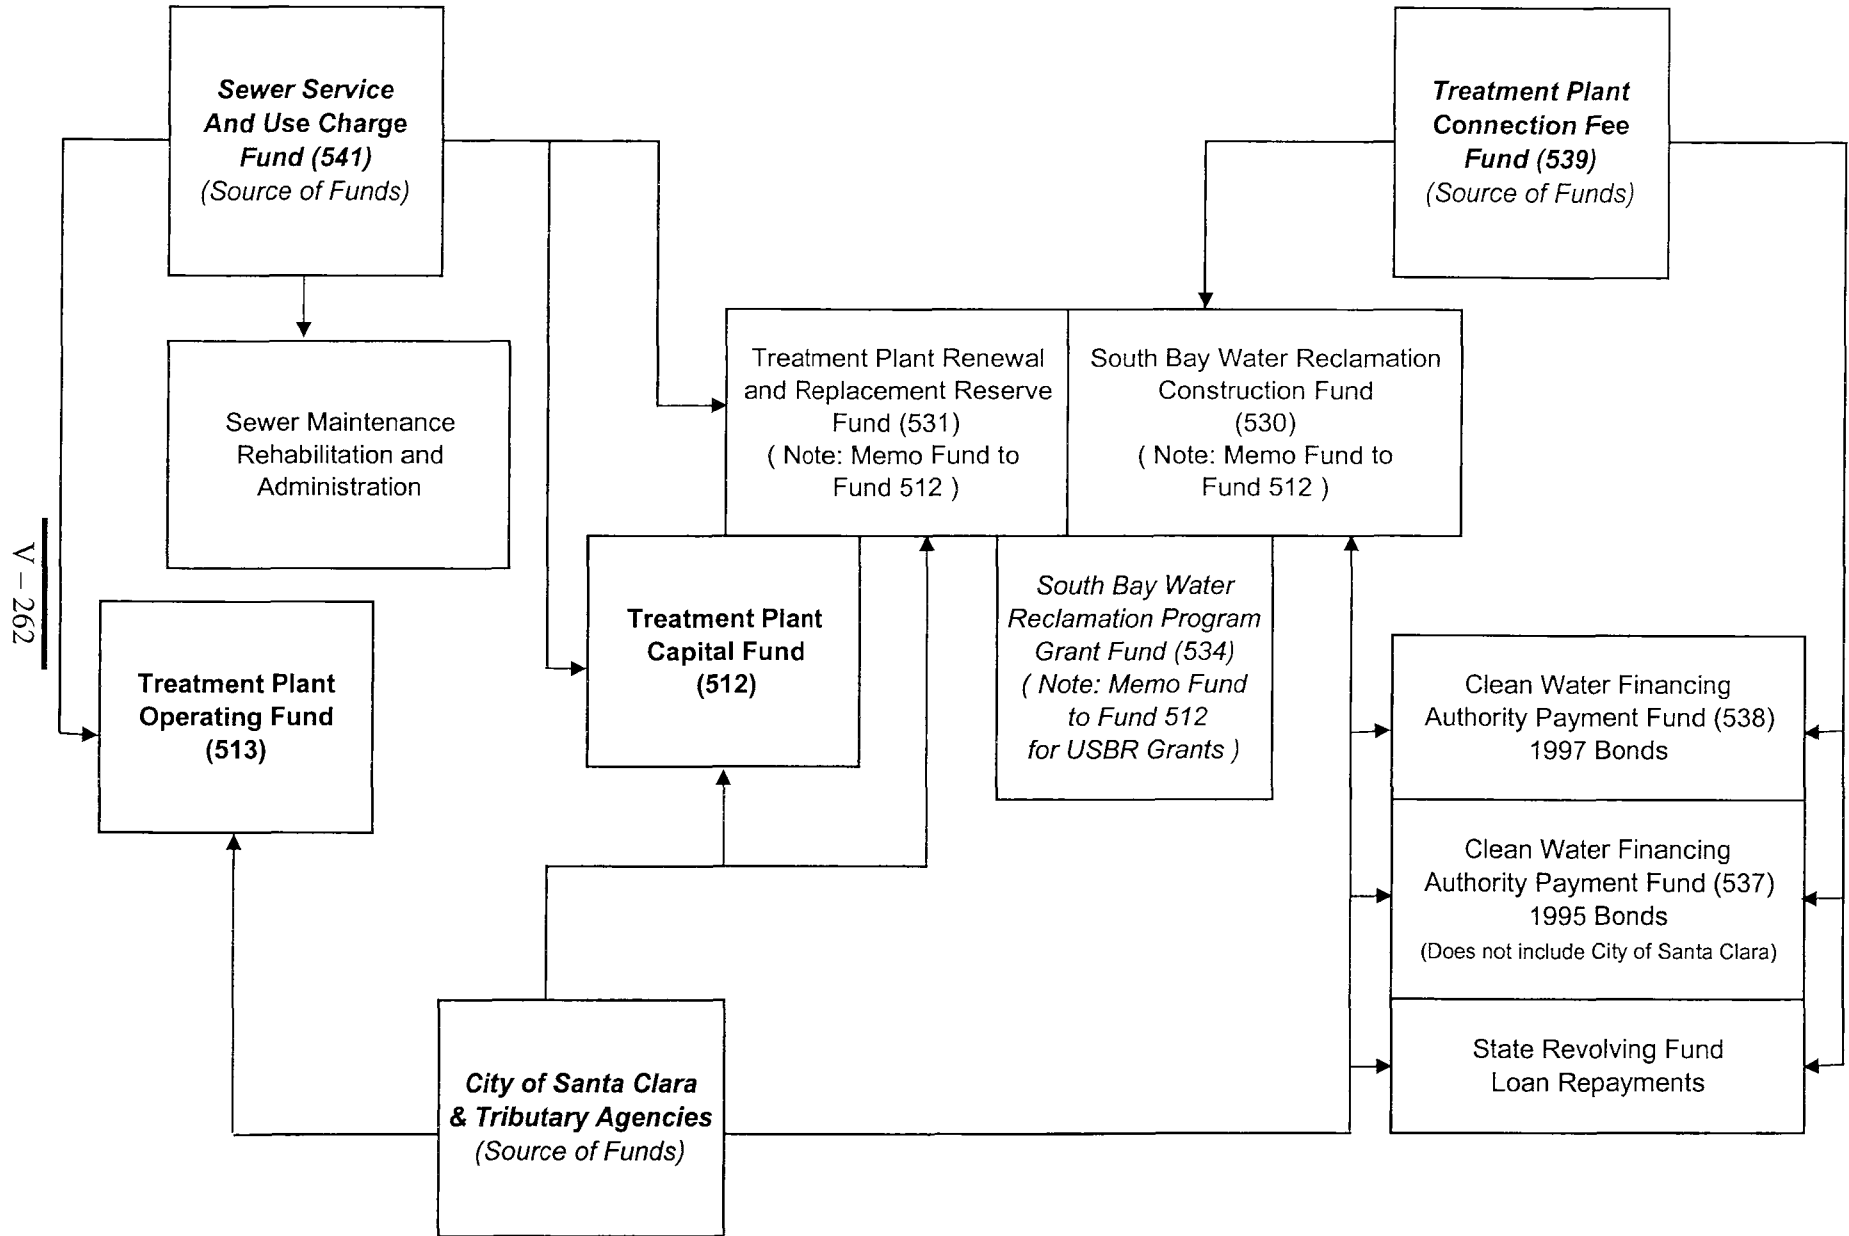 Sewer Service
And Use Charge
Fund (541)
(Source of Funds)
Treatment Plant
Connection Fee
Fund (539)
(Source of Funds)
Treatment Plant Renewal
and Replacement Reserve
Fund (531)
( Note: Memo Fund to
Fund 512 )
South Bay Water Reclamation
Construction Fund
(530)
( Note: Memo Fund to
Fund 512 )
Sewer Maintenance
Rehabilitation and
Administration
V – 262
Treatment Plant
Operating Fund
(513)
Treatment Plant
Capital Fund
(512)
South Bay Water
Reclamation Program
Grant Fund (534)
( Note: Memo Fund
to Fund 512
for USBR Grants )
Clean Water Financing
Authority Payment Fund (538)
1997 Bonds
Clean Water Financing
Authority Payment Fund (537)
1995 Bonds
(Does not include City of Santa Clara)
State Revolving Fund
Loan Repayments
City of Santa Clara
& Tributary Agencies
(Source of Funds)